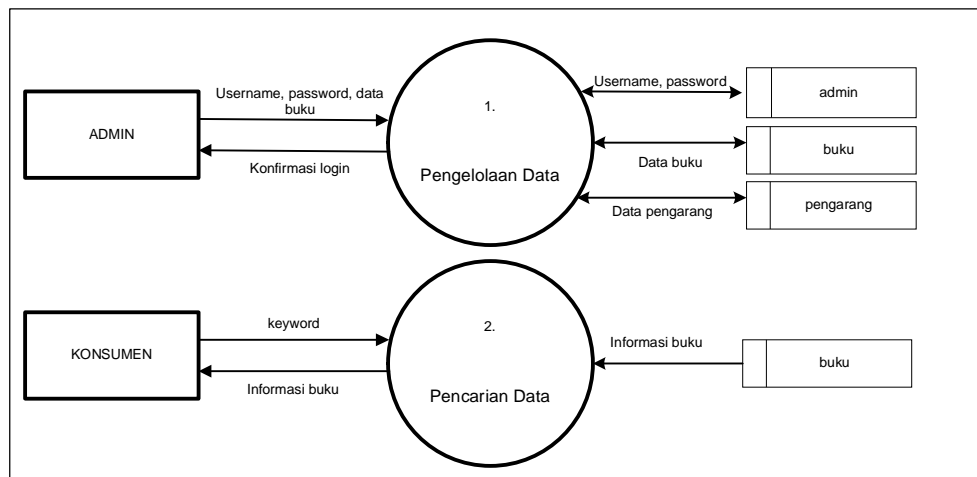 ADMIN
Username, password, data
buku
Konfirmasi login
1.
Pengelolaan Data
Username, password
admin
Data buku
buku
Data pengarang
pengarang
KONSUMEN
keyword
Informasi buku
2.
Pencarian Data
Informasi buku
buku